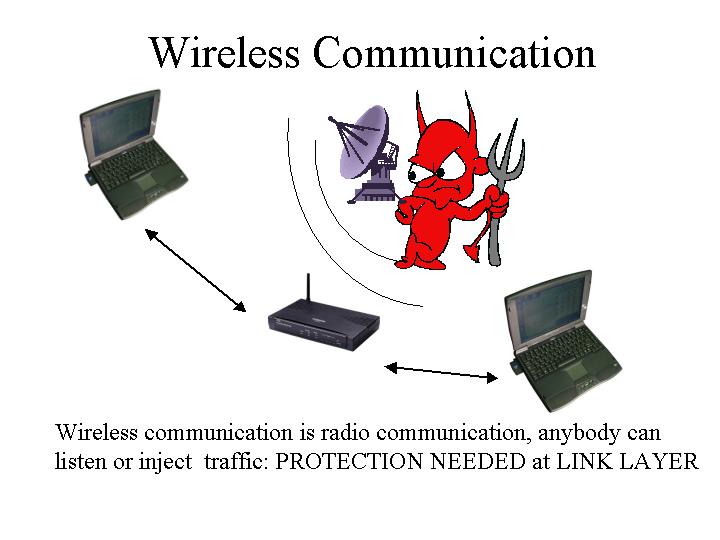 Wireless Communication
Wireless communication is radio communication, anybody can
listen or inject  traffic: PROTECTION NEEDED at LINK LAYER